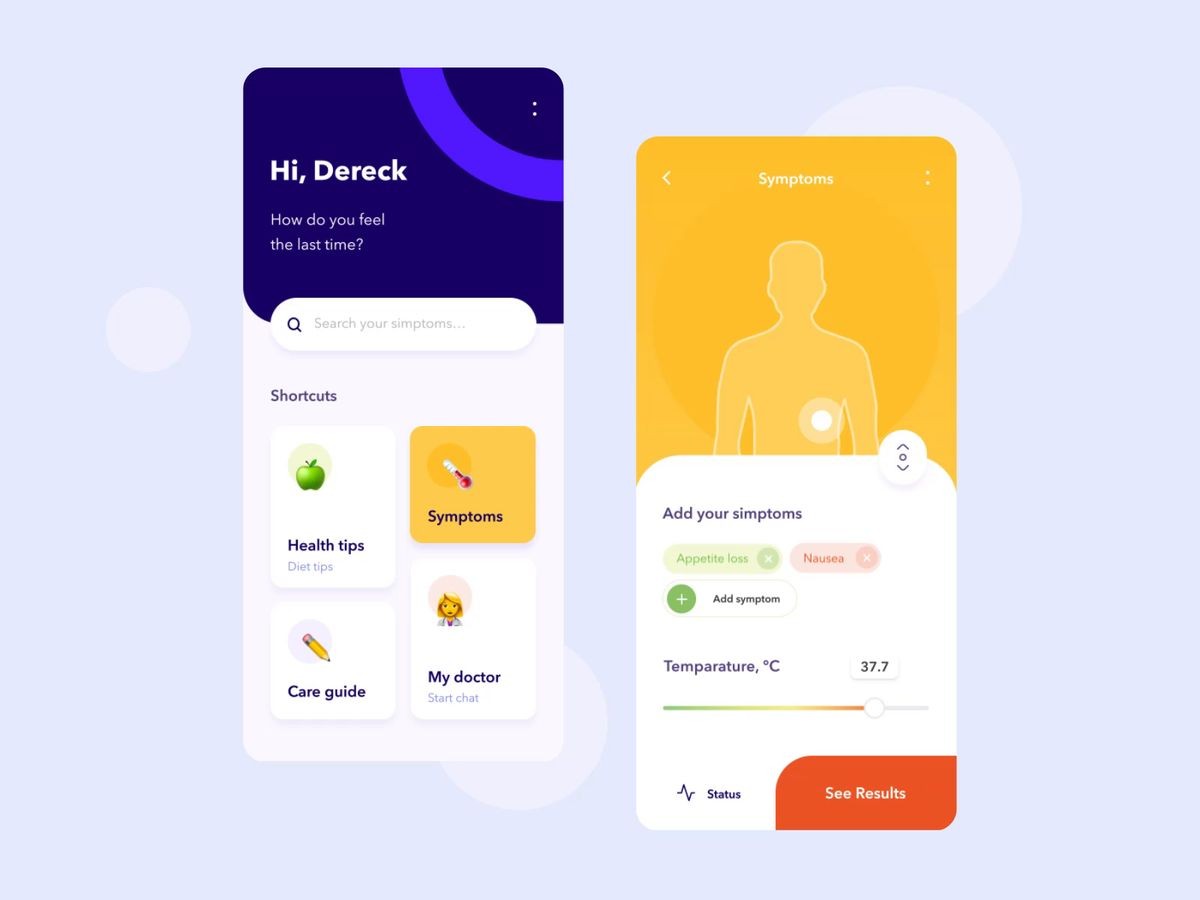 Hi, Dereck
How do you feel
the last time?
Search your simptoms...
Shortcuts
Health tips
Diet tips
Symptoms
Care guide
My doctor
Start chat
Symptoms
Add your simptoms
Appetite loss
Nausea
Add symptom
Temparature, °C
37.7
Status
See Results